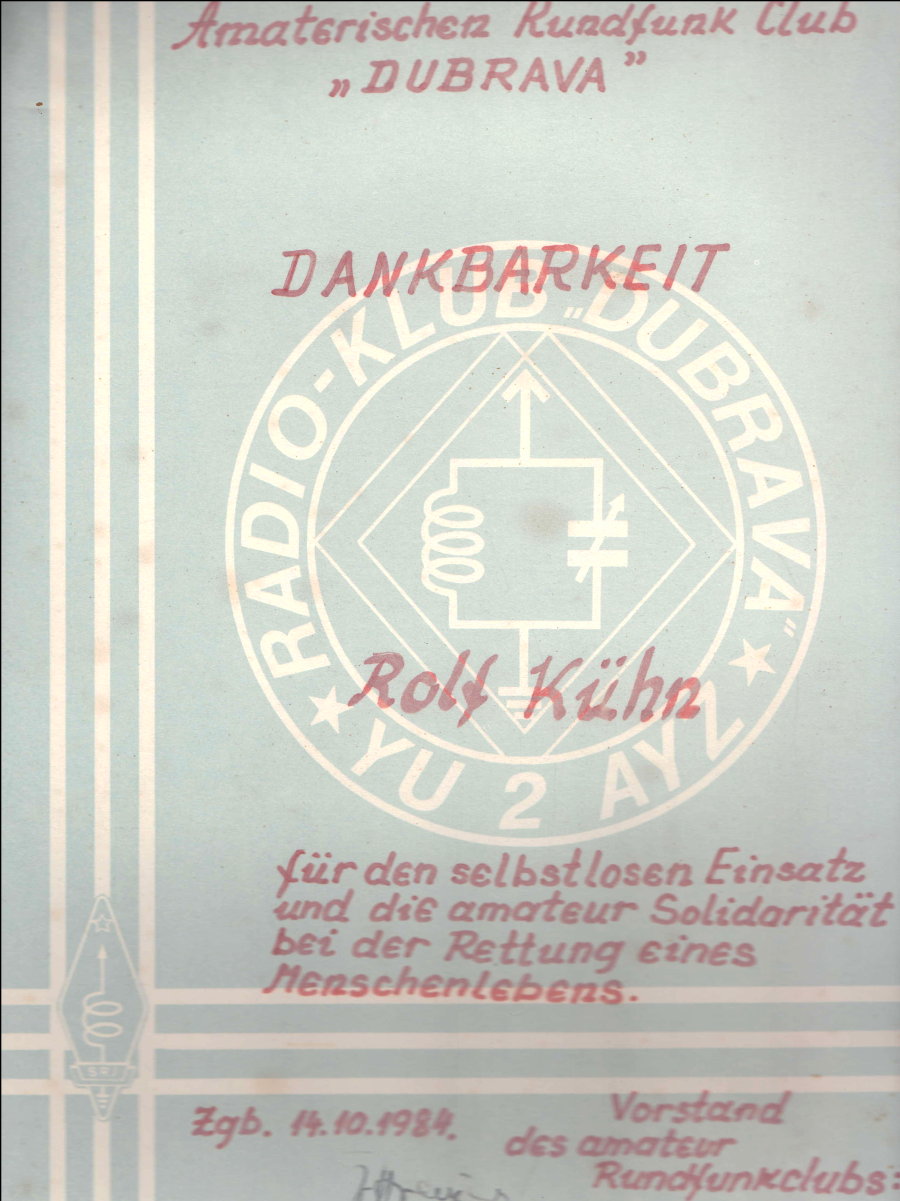 Amaterischen Rundfunk Club
„DUBRAVA”
DANKBARKEIT
RADIO-KLUB „DUBRAVA”
Rolf Kühn
YU 2 AYZ
für den selbstlosen Einsatz
und die amateur Solidarität
bei der Rettung eines
Menschenlebens.
SRJ
Zgb. 14.10.1984.
Vorstand
des amateur
Rundfunkclubs: